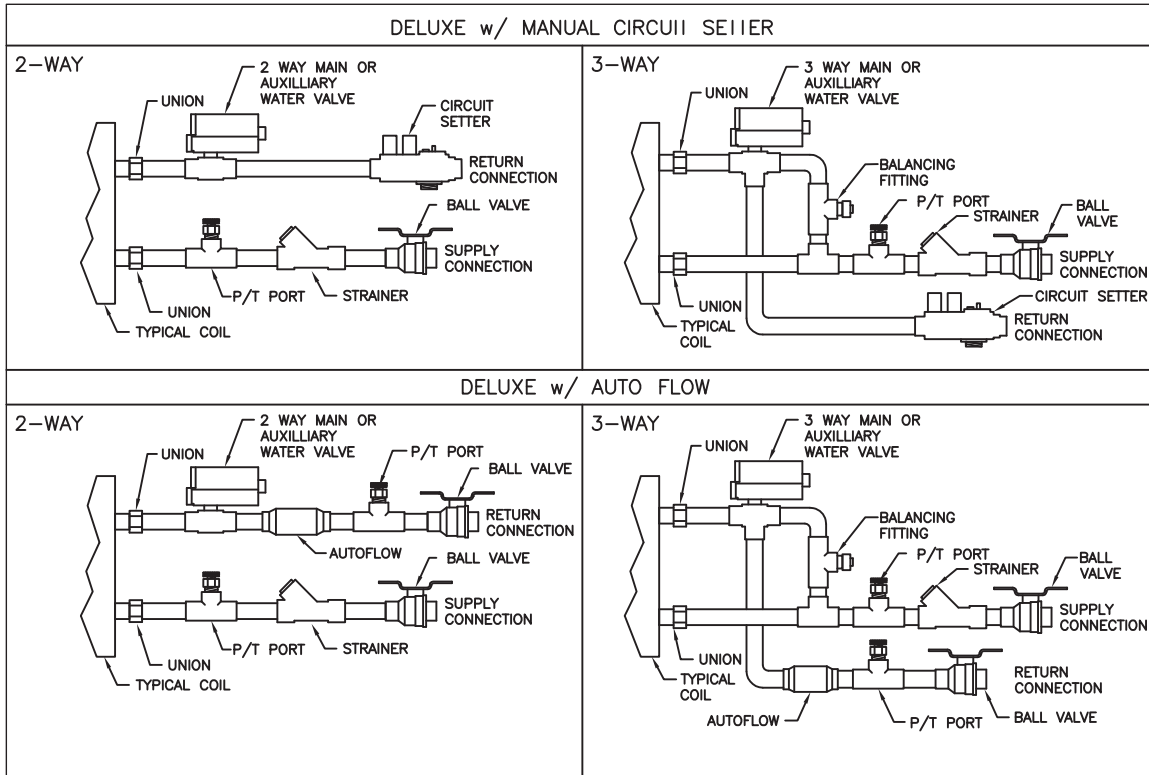 DELUXE w/ MANUAL CIRCUIT SETTER
2-WAY
2 WAY MAIN OR
AUXILLIARY
WATER VALVE
UNION
CIRCUIT
SETTER
RETURN
CONNECTION
BALL VALVE
SUPPLY
CONNECTION
P/T PORT
STRAINER
UNION
TYPICAL COIL
3-WAY
3 WAY MAIN OR
AUXILLIARY
WATER VALVE
UNION
BALANCING
FITTING
P/T PORT
STRAINER
BALL
VALVE
SUPPLY
CONNECTION
UNION
TYPICAL
COIL
CIRCUIT SETTER
RETURN
CONNECTION
DELUXE w/ AUTO FLOW
2-WAY
2 WAY MAIN OR
AUXILLIARY
WATER VALVE
UNION
P/T PORT
BALL VALVE
RETURN
CONNECTION
AUTOFLOW
BALL VALVE
SUPPLY
CONNECTION
P/T PORT
STRAINER
UNION
TYPICAL COIL
3-WAY
3 WAY MAIN OR
AUXILLIARY
WATER VALVE
UNION
BALANCING
FITTING
P/T PORT
STRAINER
BALL
VALVE
SUPPLY
CONNECTION
UNION
TYPICAL
COIL
RETURN
CONNECTION
AUTOFLOW
P/T PORT
BALL VALVE